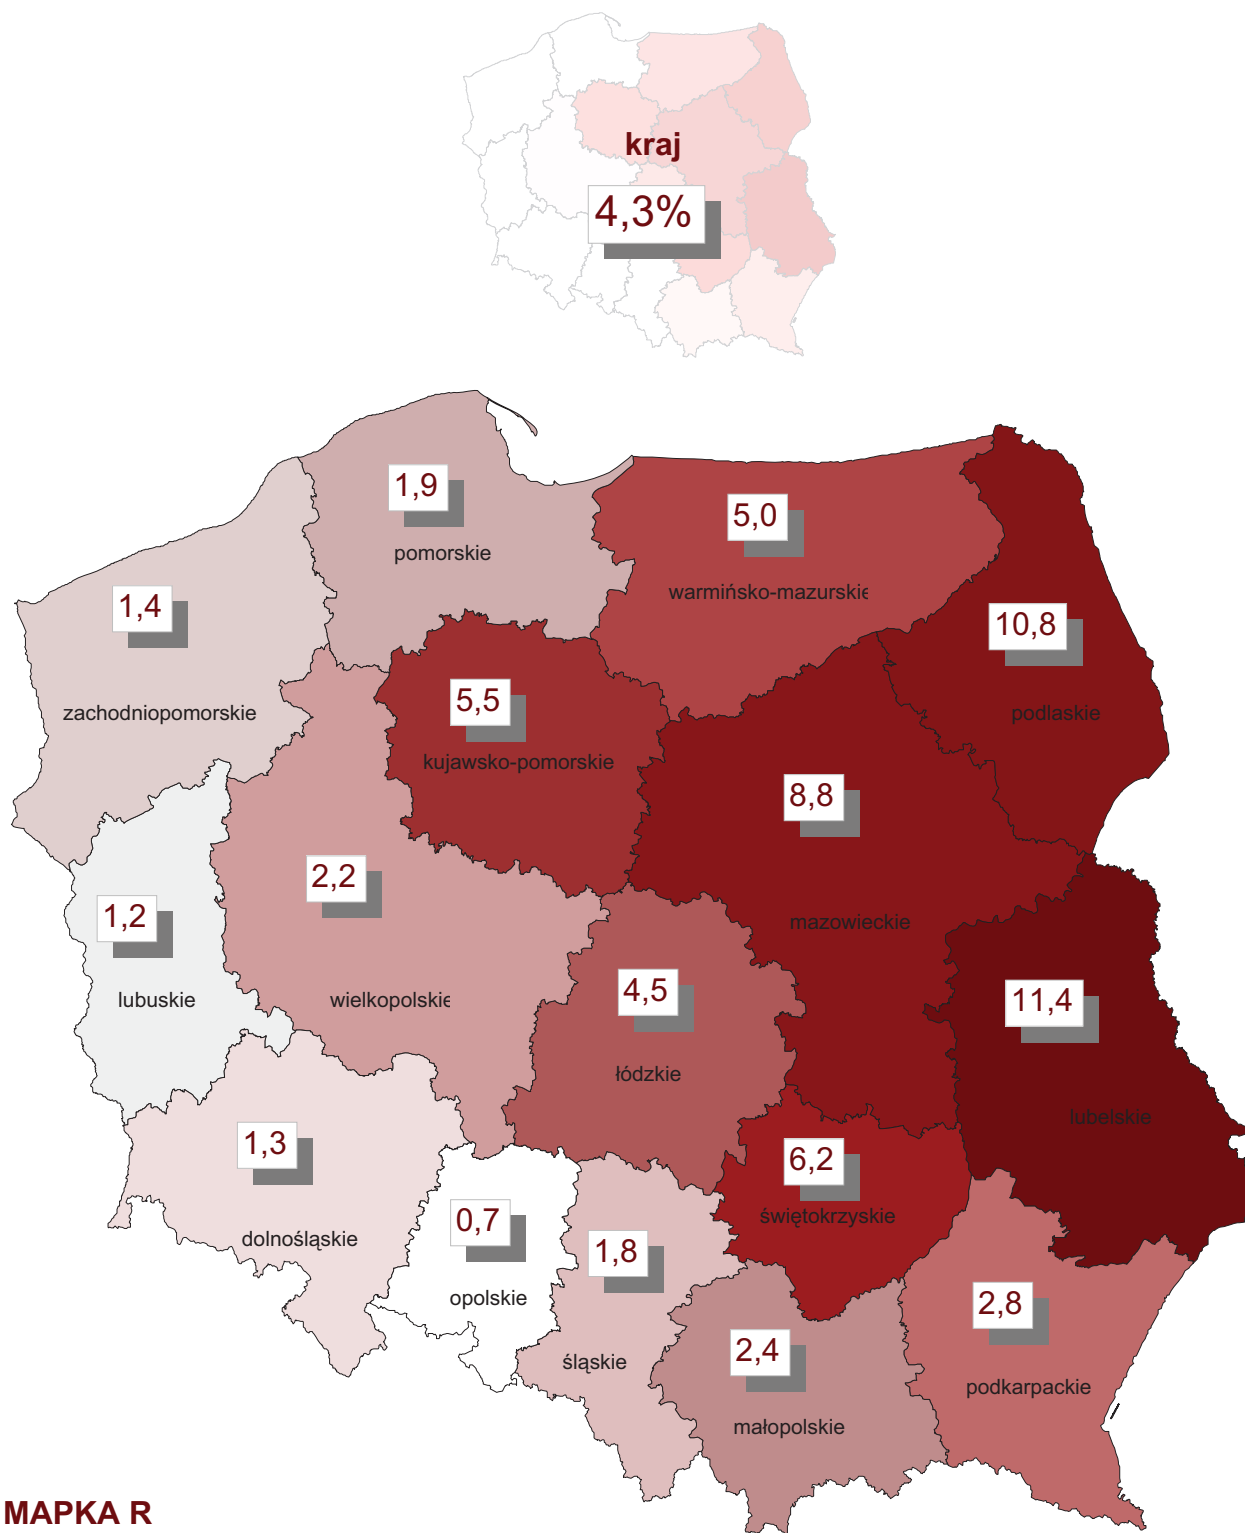 kraj
4,3%
1,9
pomorskie
5,0
warmińsko-mazurskie
1,4
zachodniopomorskie
10,8
podlaskie
5,5
kujawsko-pomorskie
8,8
mazowieckie
2,2
wielkopolskie
1,2
lubuskie
4,5
łódzkie
11,4
lubelskie
1,3
dolnośląskie
6,2
świętokrzyskie
0,7
opolskie
1,8
śląskie
2,8
podkarpackie
2,4
małopolskie
MAPKA R